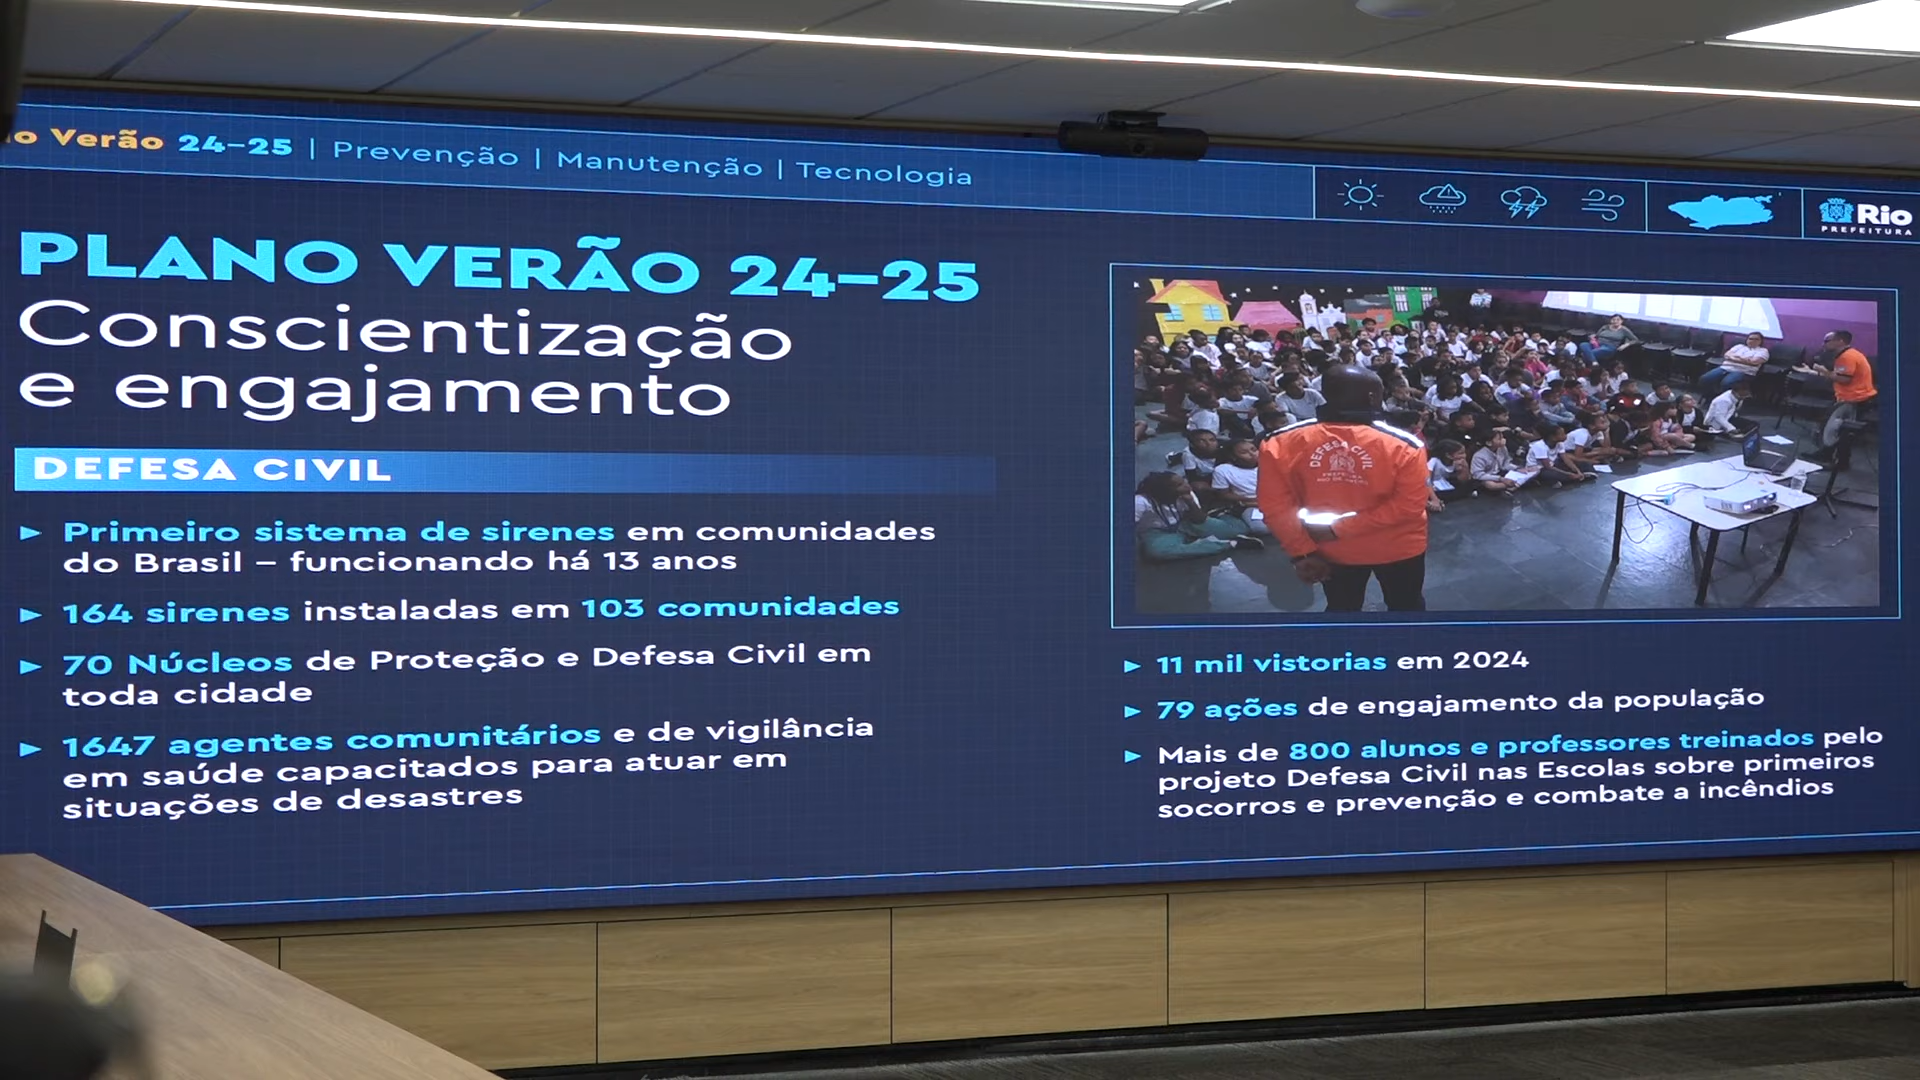 o Verão 24–25 | Prevenção | Manutenção | Tecnologia
Rio
PREFEITURA
PLANO VERÃO 24–25
Conscientização
e engajamento
DEFESA CIVIL
Primeiro sistema de sirenes em comunidades
do Brasil – funcionando há 13 anos
164 sirenes instaladas em 103 comunidades
70 Núcleos de Proteção e Defesa Civil em
toda cidade
1647 agentes comunitários e de vigilância
em saúde capacitados para atuar em
situações de desastres
DEFESA CIVIL
PREFEITURA
RIO DE JANEIRO
11 mil vistorias em 2024
79 ações de engajamento da população
Mais de 800 alunos e professores treinados pelo
projeto Defesa Civil nas Escolas sobre primeiros
socorros e prevenção e combate a incêndios